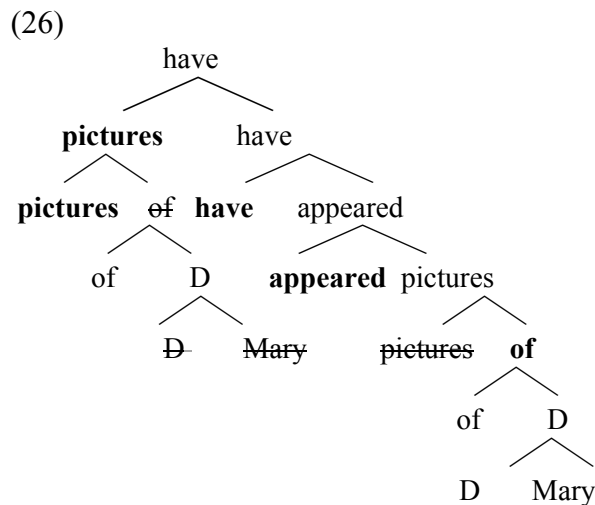 (26)
have
pictures have
pictures of have appeared
of D appeared pictures
D Mary pictures of
of D
D Mary